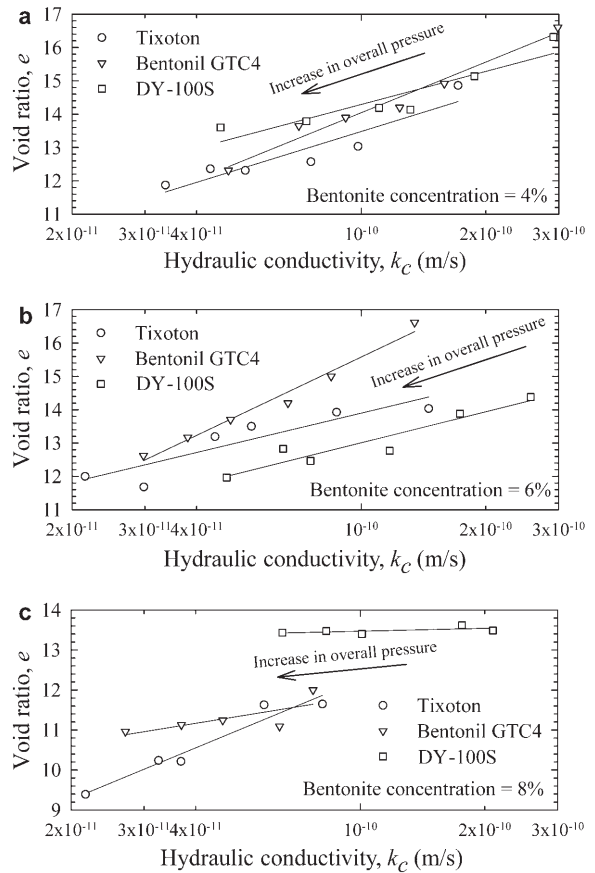 a
17
16
15
14
13
12
11
Void ratio, e
Tixoton
Bentonil GTC4
DY-100S
Increase in overall pressure
Bentonite concentration = 4%
2x10-11 3x10-11 4x10-11 10-10 2x10-10 3x10-10
Hydraulic conductivity, kC (m/s)
b
17
16
15
14
13
12
11
Void ratio, e
Tixoton
Bentonil GTC4
DY-100S
Increase in overall pressure
Bentonite concentration = 6%
2x10-11 3x10-11 4x10-11 10-10 2x10-10 3x10-10
Hydraulic conductivity, kC (m/s)
c
14
13
12
11
10
9
Void ratio, e
Increase in overall pressure
Tixoton
Bentonil GTC4
DY-100S
Bentonite concentration = 8%
2x10-11 3x10-11 4x10-11 10-10 2x10-10 3x10-10
Hydraulic conductivity, kC (m/s)